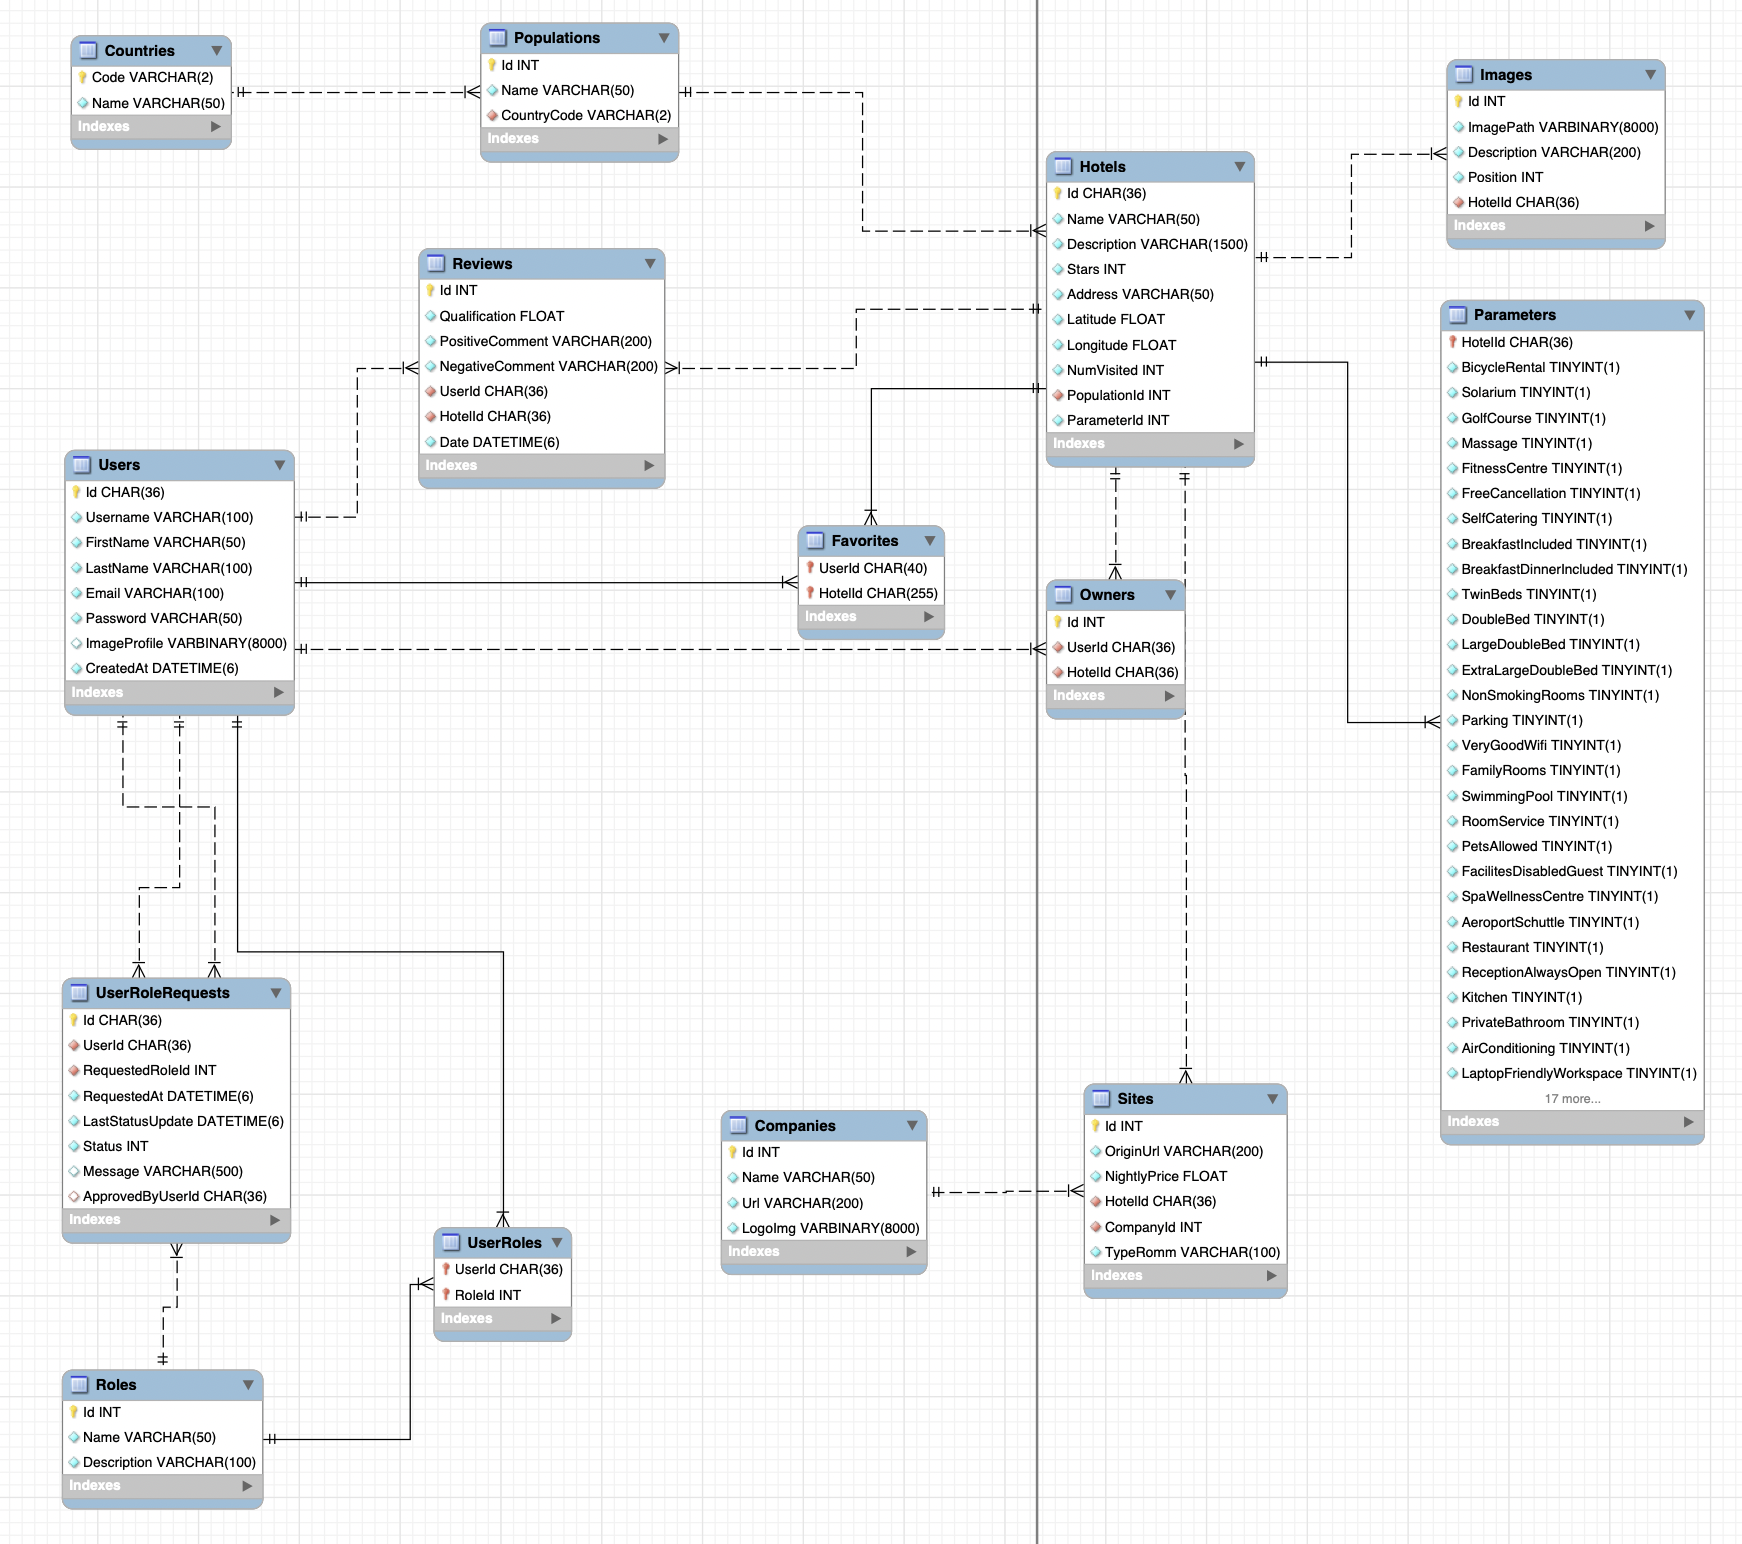 Countries
Code VARCHAR(2)
Name VARCHAR(50)
Indexes
Populations
Id INT
Name VARCHAR(50)
CountryCode VARCHAR(2)
Indexes
Images
Id INT
ImagePath VARBINARY(8000)
Description VARCHAR(200)
Position INT
HotelId CHAR(36)
Indexes
Hotels
Id CHAR(36)
Name VARCHAR(50)
Description VARCHAR(1500)
Stars INT
Address VARCHAR(50)
Latitude FLOAT
Longitude FLOAT
NumVisited INT
PopulationId INT
ParameterId INT
Indexes
Reviews
Id INT
Qualification FLOAT
PositiveComment VARCHAR(200)
NegativeComment VARCHAR(200)
UserId CHAR(36)
HotelId CHAR(36)
Date DATETIME(6)
Indexes
Parameters
HotelId CHAR(36)
BicycleRental TINYINT(1)
Solarium TINYINT(1)
GolfCourse TINYINT(1)
Massage TINYINT(1)
FitnessCentre TINYINT(1)
FreeCancellation TINYINT(1)
SelfCatering TINYINT(1)
BreakfastIncluded TINYINT(1)
BreakfastDinnerIncluded TINYINT(1)
TwinBeds TINYINT(1)
DoubleBed TINYINT(1)
LargeDoubleBed TINYINT(1)
ExtraLargeDoubleBed TINYINT(1)
NonSmokingRooms TINYINT(1)
Parking TINYINT(1)
VeryGoodWifi TINYINT(1)
FamilyRooms TINYINT(1)
SwimmingPool TINYINT(1)
RoomService TINYINT(1)
PetsAllowed TINYINT(1)
FacilitesDisabledGuest TINYINT(1)
SpaWellnessCentre TINYINT(1)
AeroportSchuttle TINYINT(1)
Restaurant TINYINT(1)
ReceptionAlwaysOpen TINYINT(1)
Kitchen TINYINT(1)
PrivateBathroom TINYINT(1)
AirConditioning TINYINT(1)
LaptopFriendlyWorkspace TINYINT(1)
17 more...
Indexes
Users
Id CHAR(36)
Username VARCHAR(100)
FirstName VARCHAR(50)
LastName VARCHAR(100)
Email VARCHAR(100)
Password VARCHAR(50)
ImageProfile VARBINARY(8000)
CreatedAt DATETIME(6)
Indexes
Favorites
UserId CHAR(40)
HotelId CHAR(255)
Indexes
Owners
Id INT
UserId CHAR(36)
HotelId CHAR(36)
Indexes
UserRoleRequests
Id CHAR(36)
UserId CHAR(36)
RequestedRoleId INT
RequestedAt DATETIME(6)
LastStatusUpdate DATETIME(6)
Status INT
Message VARCHAR(500)
ApprovedByUserId CHAR(36)
Indexes
Companies
Id INT
Name VARCHAR(50)
Url VARCHAR(200)
LogoImg VARBINARY(8000)
Indexes
Sites
Id INT
OriginUrl VARCHAR(200)
NightlyPrice FLOAT
HotelId CHAR(36)
CompanyId INT
TypeRomm VARCHAR(100)
Indexes
UserRoles
UserId CHAR(36)
RoleId INT
Indexes
Roles
Id INT
Name VARCHAR(50)
Description VARCHAR(100)
Indexes